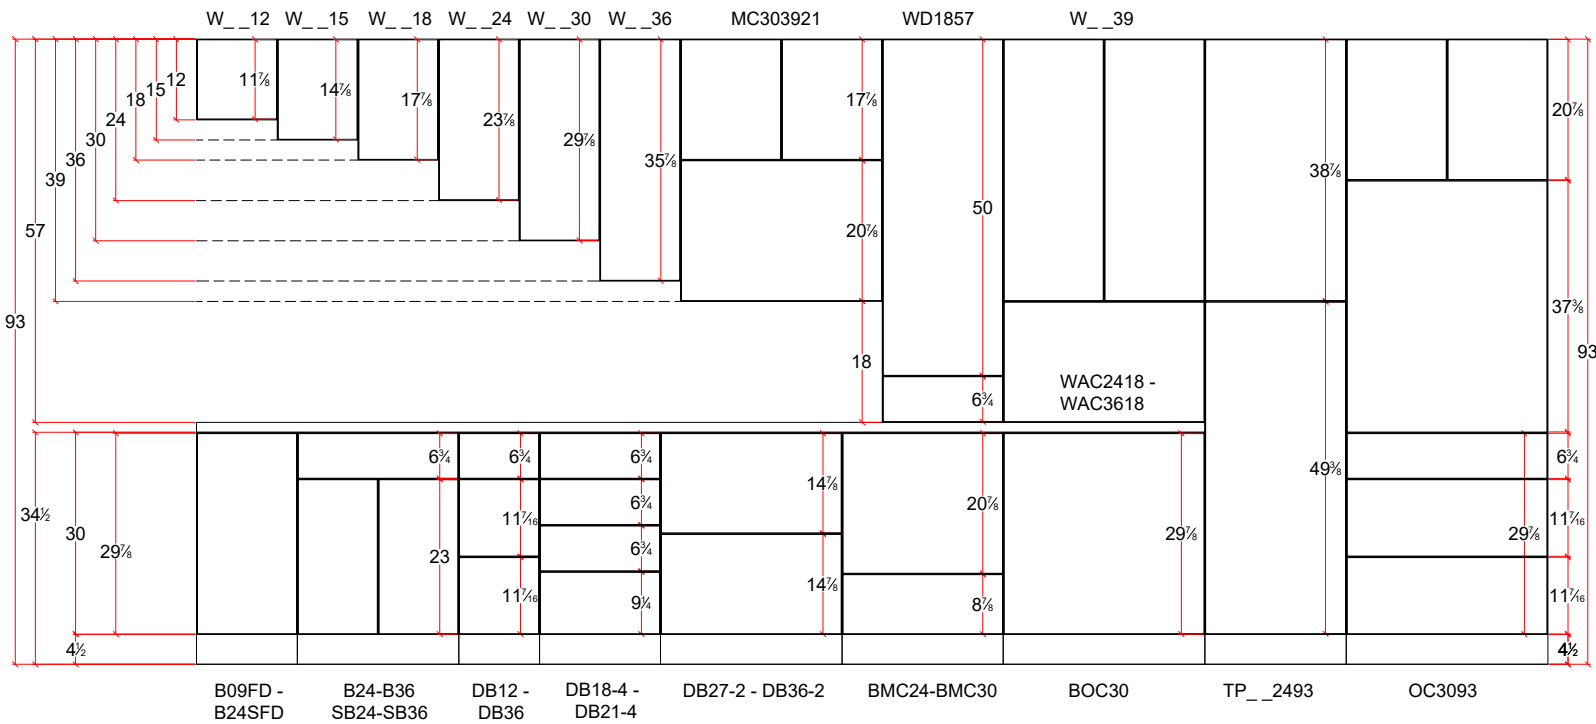 W_ _12 W_ _15 W_ _18 W_ _24 W_ _30 W_ _36 MC303921 WD1857 W_ _39
12 11⅞
15 14⅞
18 17⅞ 17⅞
24 23⅞
30 29⅞
36 35⅞
39 38⅞
20⅞
50
57 20⅞
93 37⅜
18 93
WAC2418 -
WAC3618
6¾
6¾ 6¾ 6¾ 6¾
14⅞ 49⅜
6¾
34½ 30 29⅞ 11⁷⁄₁₆ 20⅞ 29⅞ 29⅞ 11⁷⁄₁₆
23 6¾
14⅞
11⁷⁄₁₆ 9¼ 8⅞ 11⁷⁄₁₆
4½ 4½
B09FD -
B24SFD
B24-B36
SB24-SB36
DB12 -
DB36
DB18-4 -
DB21-4
DB27-2 - DB36-2
BMC24-BMC30
BOC30
TP_ _2493
OC3093